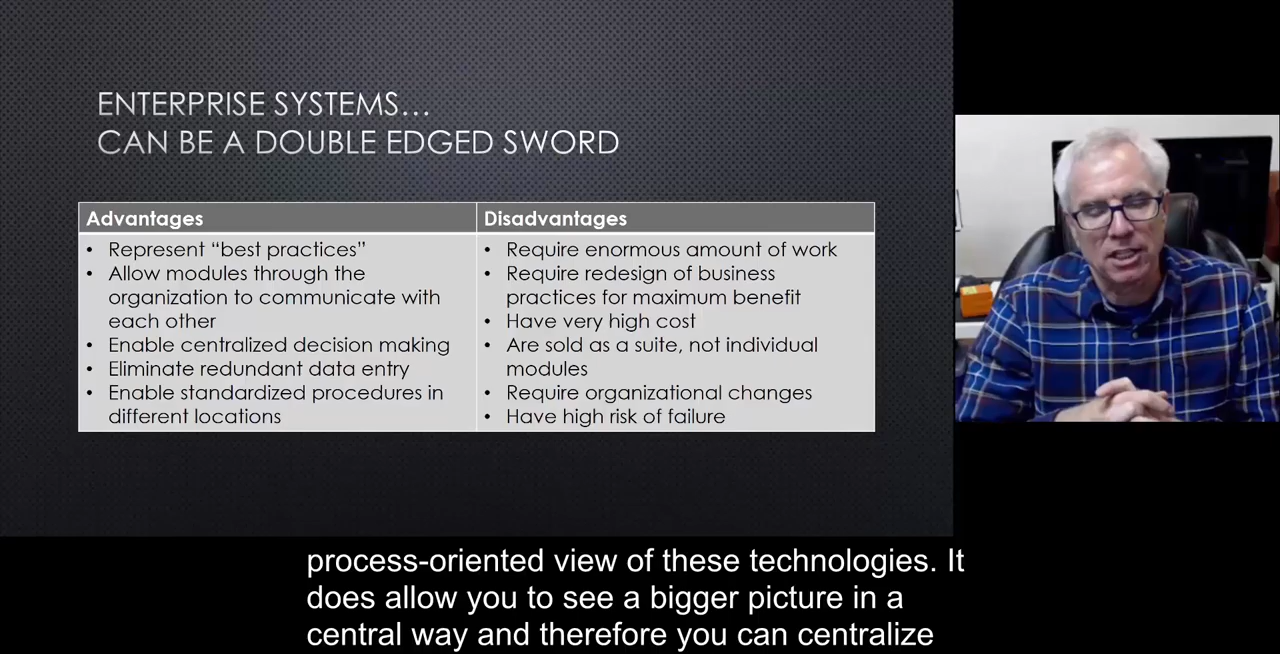 ENTERPRISE SYSTEMS…
CAN BE A DOUBLE EDGED SWORD
Advantages
• Represent “best practices”
• Allow modules through the
organization to communicate with
each other
• Enable centralized decision making
• Eliminate redundant data entry
• Enable standardized procedures in
different locations
Disadvantages
• Require enormous amount of work
• Require redesign of business
practices for maximum benefit
• Have very high cost
• Are sold as a suite, not individual
modules
• Require organizational changes
• Have high risk of failure
process-oriented view of these technologies. It
does allow you to see a bigger picture in a
central way and therefore you can centralize